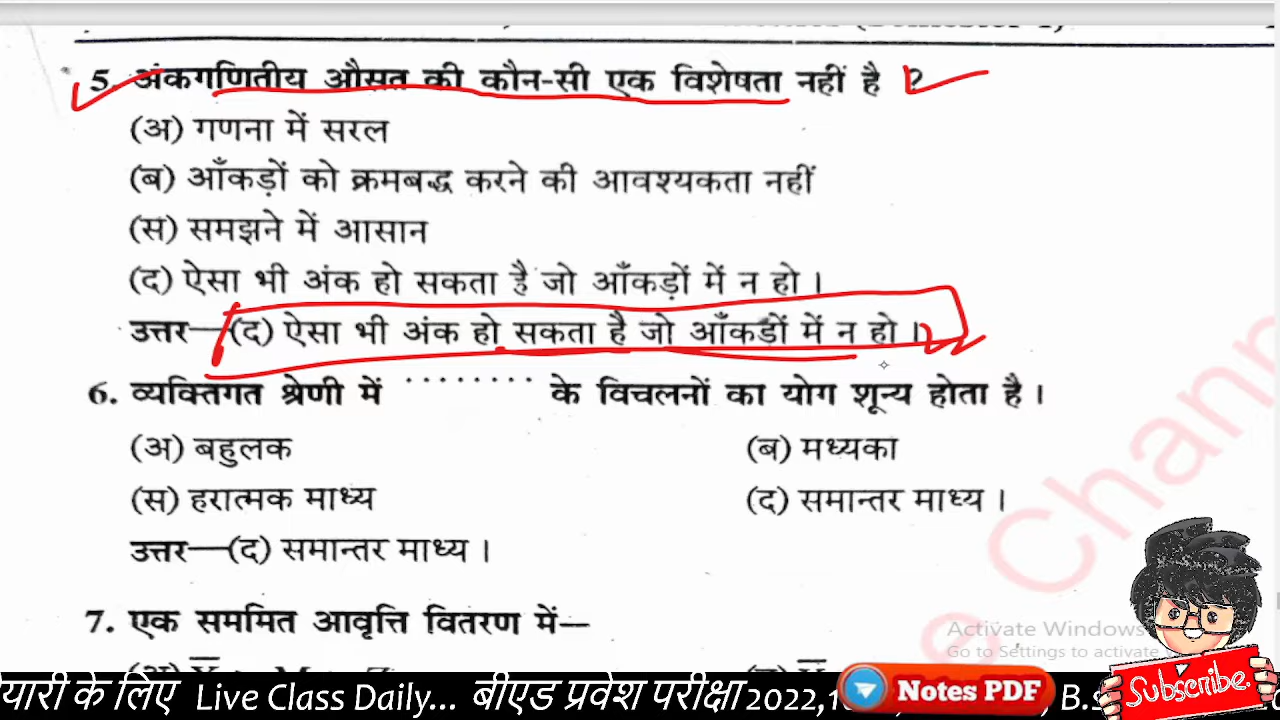 5. अंकगणितीय औसत की कौन-सी एक विशेषता नहीं है ?
(अ) गणना में सरल
(ब) आँकड़ों को क्रमबद्ध करने की आवश्यकता नहीं
(स) समझने में आसान
(द) ऐसा भी अंक हो सकता है जो आँकड़ों में न हो ।
उत्तर—(द) ऐसा भी अंक हो सकता है जो आँकडों में न हो ।
6. व्यक्तिगत श्रेणी में ········ के विचलनों का योग शून्य होता है ।
(अ) बहुलक (ब) मध्यका
(स) हरात्मक माध्य (द) समान्तर माध्य ।
उत्तर—(द) समान्तर माध्य ।
7. एक सममित आवृत्ति वितरण में—
Activate Windows
Go to Settings to activate
यारी के लिए Live Class Daily... बीएड प्रवेश परीक्षा 2022,
Notes PDF
Subscribe.